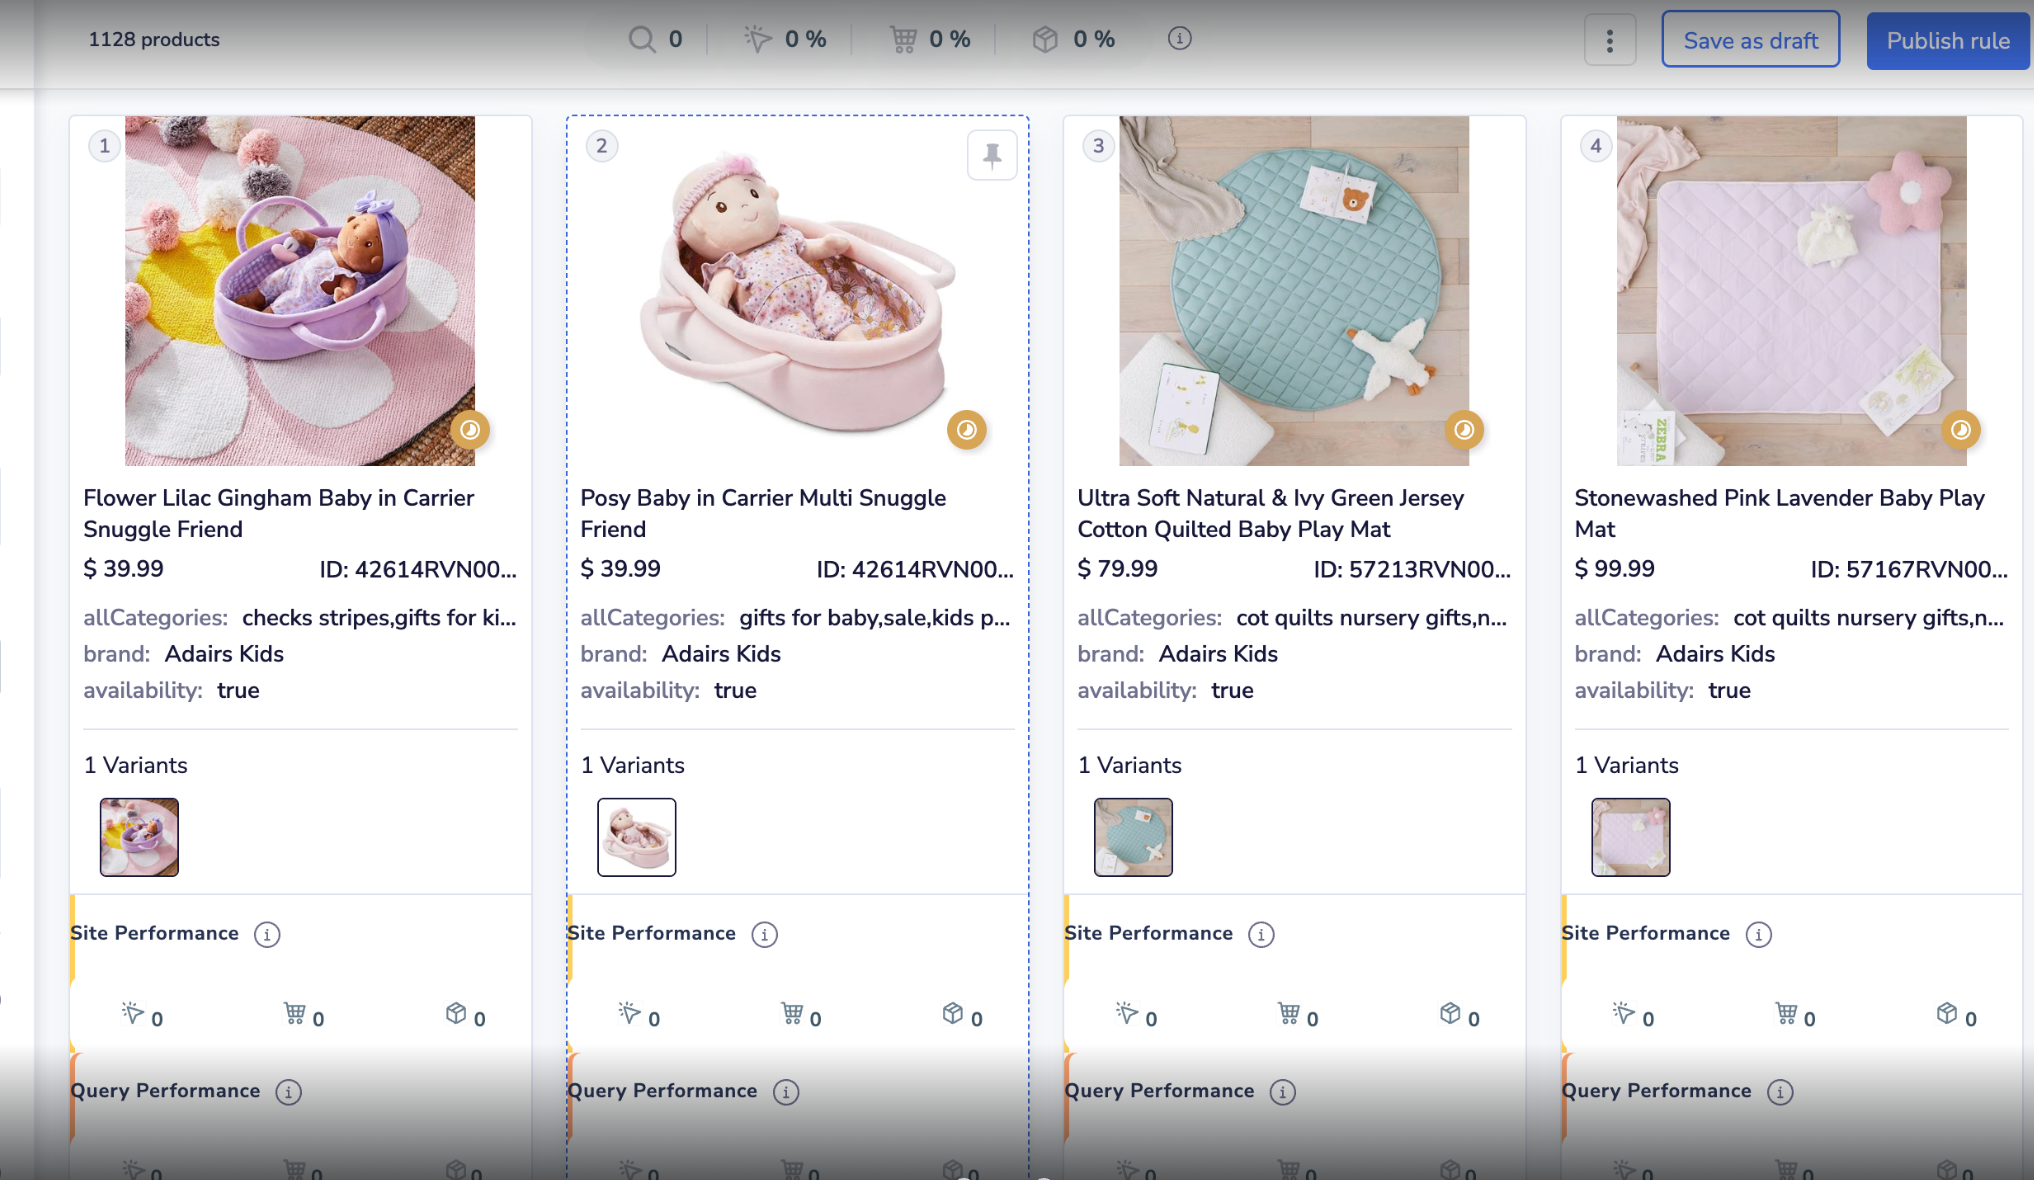 1128 products
0
0 %
0 %
0 %
Save as draft
Publish rule
1
Flower Lilac Gingham Baby in Carrier
Snuggle Friend
$ 39.99
ID: 42614RVN00...
allCategories: checks stripes,gifts for ki...
brand: Adairs Kids
availability: true
1 Variants
Site Performance
0
0
0
Query Performance
0
0
0
2
Posy Baby in Carrier Multi Snuggle
Friend
$ 39.99
ID: 42614RVN00...
allCategories: gifts for baby,sale,kids p...
brand: Adairs Kids
availability: true
1 Variants
Site Performance
0
0
0
Query Performance
0
0
0
3
Ultra Soft Natural & Ivy Green Jersey
Cotton Quilted Baby Play Mat
$ 79.99
ID: 57213RVN00...
allCategories: cot quilts nursery gifts,n...
brand: Adairs Kids
availability: true
1 Variants
Site Performance
0
0
0
Query Performance
0
0
0
4
ZEBRA
Stonewashed Pink Lavender Baby Play
Mat
$ 99.99
ID: 57167RVN00...
allCategories: cot quilts nursery gifts,n...
brand: Adairs Kids
availability: true
1 Variants
Site Performance
0
0
0
Query Performance
0
0
0